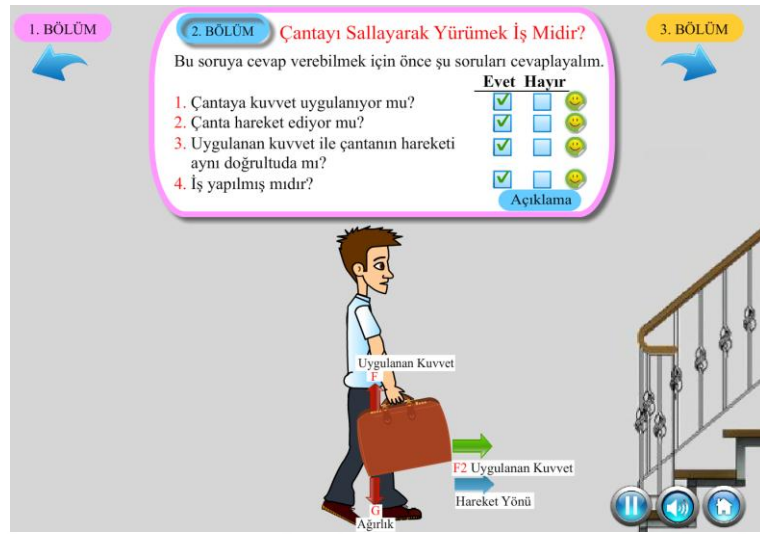 1. BÖLÜM
2. BÖLÜM
Çantayı Sallayarak Yürümek İş Midir?
3. BÖLÜM
Bu soruya cevap verebilmek için önce şu soruları cevaplayalım.
Evet Hayır
1. Çantaya kuvvet uygulanıyor mu?
2. Çanta hareket ediyor mu?
3. Uygulanan kuvvet ile çantanın hareketi
aynı doğrultuda mı?
4. İş yapılmış mıdır?
Açıklama
Uygulanan Kuvvet
F
F2 Uygulanan Kuvvet
Hareket Yönü
G
Ağırlık